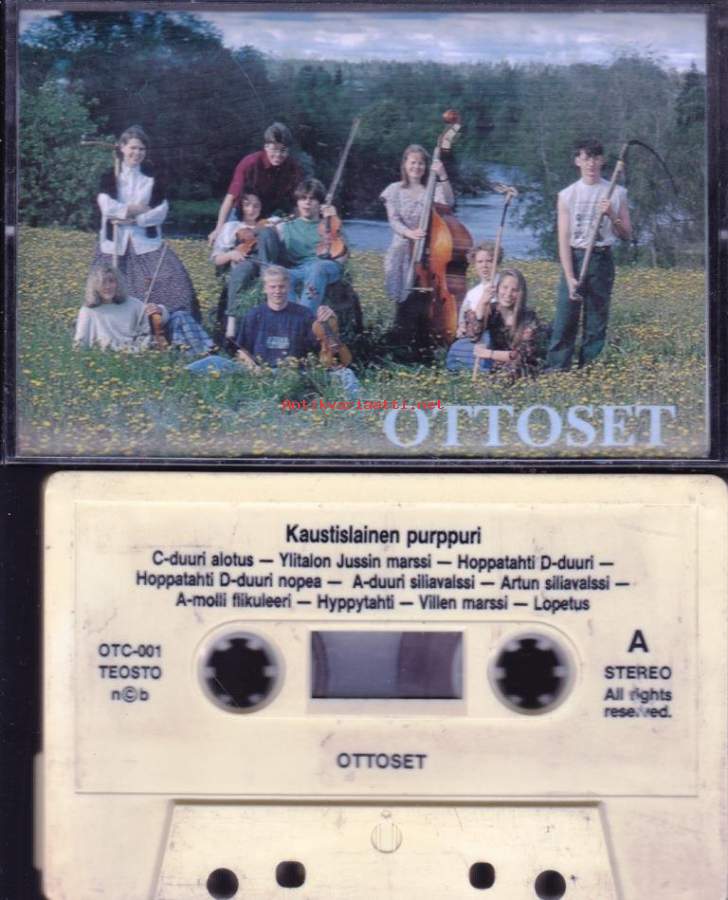 Antikvariaatti.net
OTTOSET
Kaustislainen purppuri
C-duuri alotus – Ylitalon Jussin marssi – Hoppatahti D-duuri –
Hoppatahti D-duuri nopea – A-duuri siliavalssi – Artun siliavalssi –
A-molli flikuleeri – Hyppytahti – Villen marssi – Lopetus
OTC-001
TEOSTO
n©b
A
STEREO
All rights
reserved.
OTTOSET